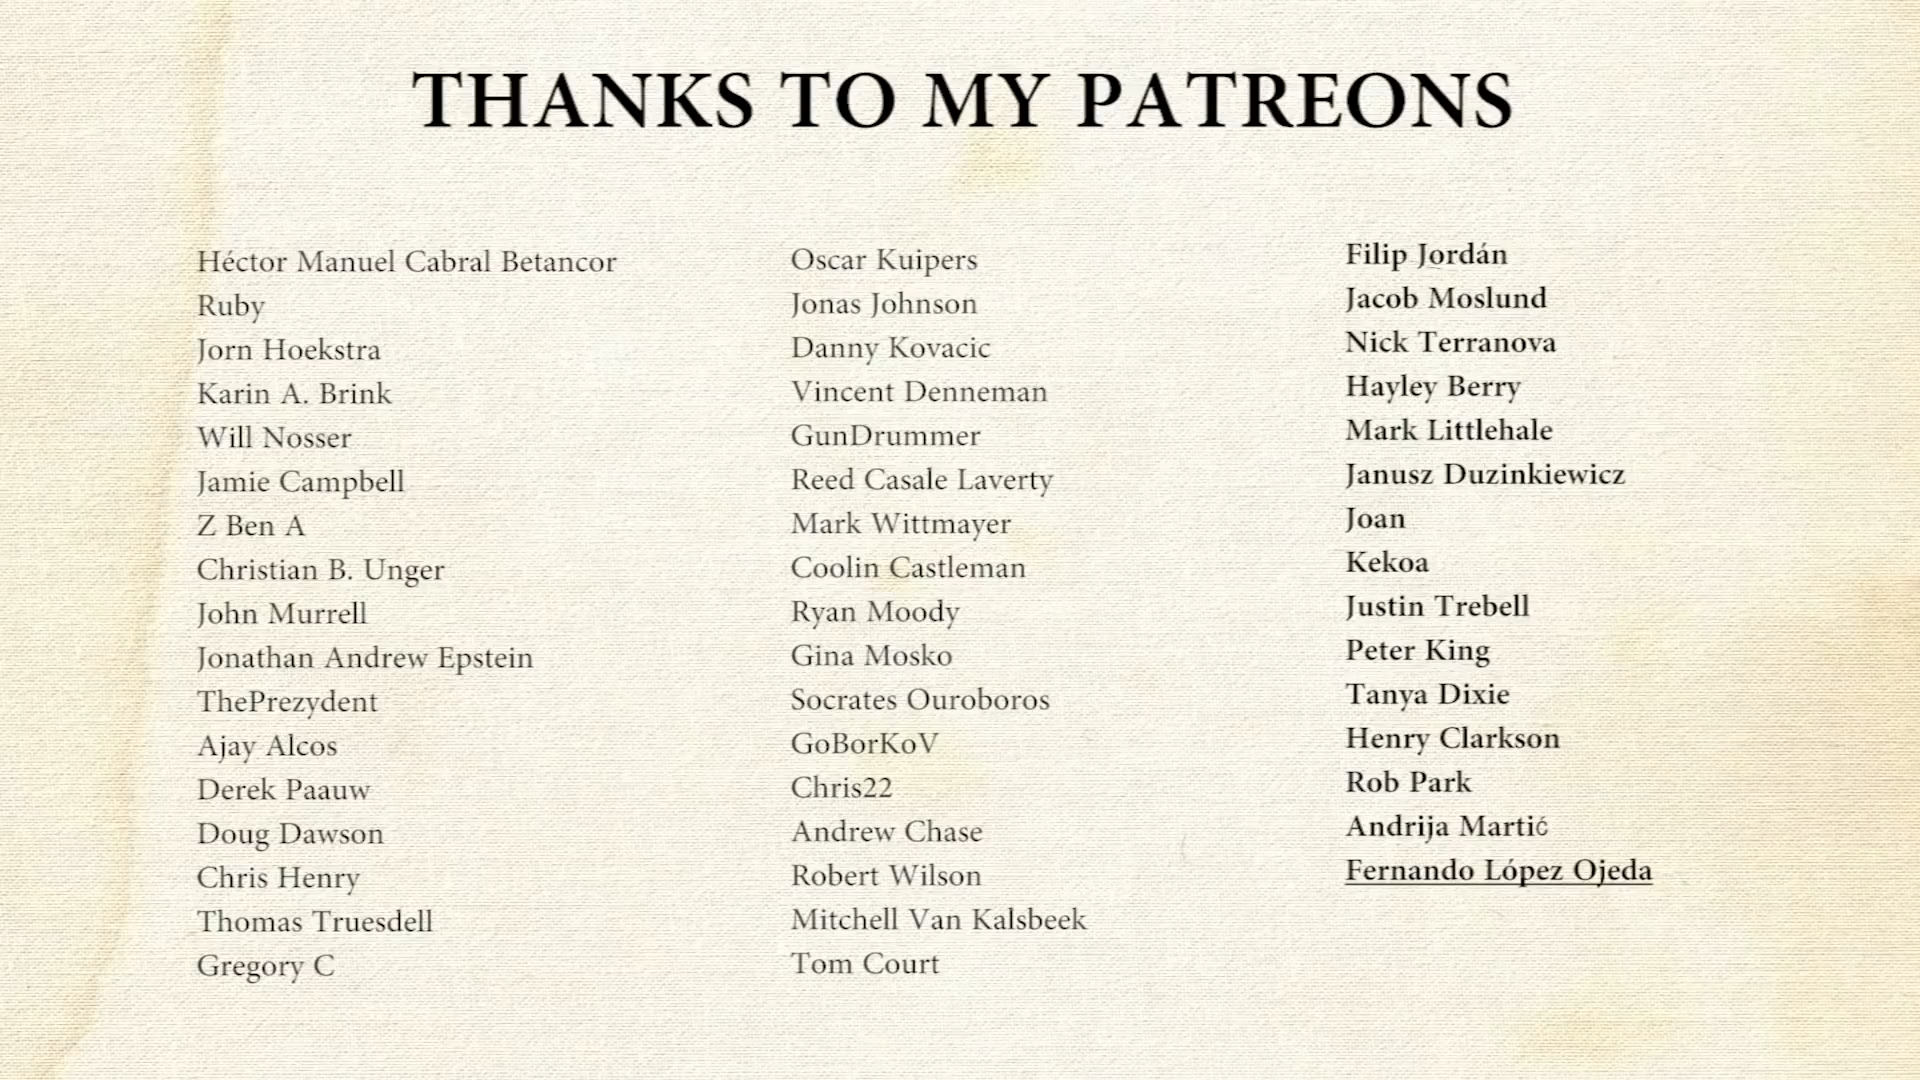 THANKS TO MY PATREONS
Héctor Manuel Cabral Betancor
Ruby
Jorn Hoekstra
Karin A. Brink
Will Nosser
Jamie Campbell
Z Ben A
Christian B. Unger
John Murrell
Jonathan Andrew Epstein
ThePrezydent
Ajay Alcos
Derek Paauw
Doug Dawson
Chris Henry
Thomas Truesdell
Gregory C
Oscar Kuipers
Jonas Johnson
Danny Kovacic
Vincent Denneman
GunDrummer
Reed Casale Laverty
Mark Wittmayer
Coolin Castleman
Ryan Moody
Gina Mosko
Socrates Ouroboros
GoBorKoV
Chris22
Andrew Chase
Robert Wilson
Mitchell Van Kalsbeek
Tom Court
Filip Jordán
Jacob Moslund
Nick Terranova
Hayley Berry
Mark Littlehale
Janusz Duzinkiewicz
Joan
Kekoa
Justin Trebell
Peter King
Tanya Dixie
Henry Clarkson
Rob Park
Andrija Martić
Fernando López Ojeda